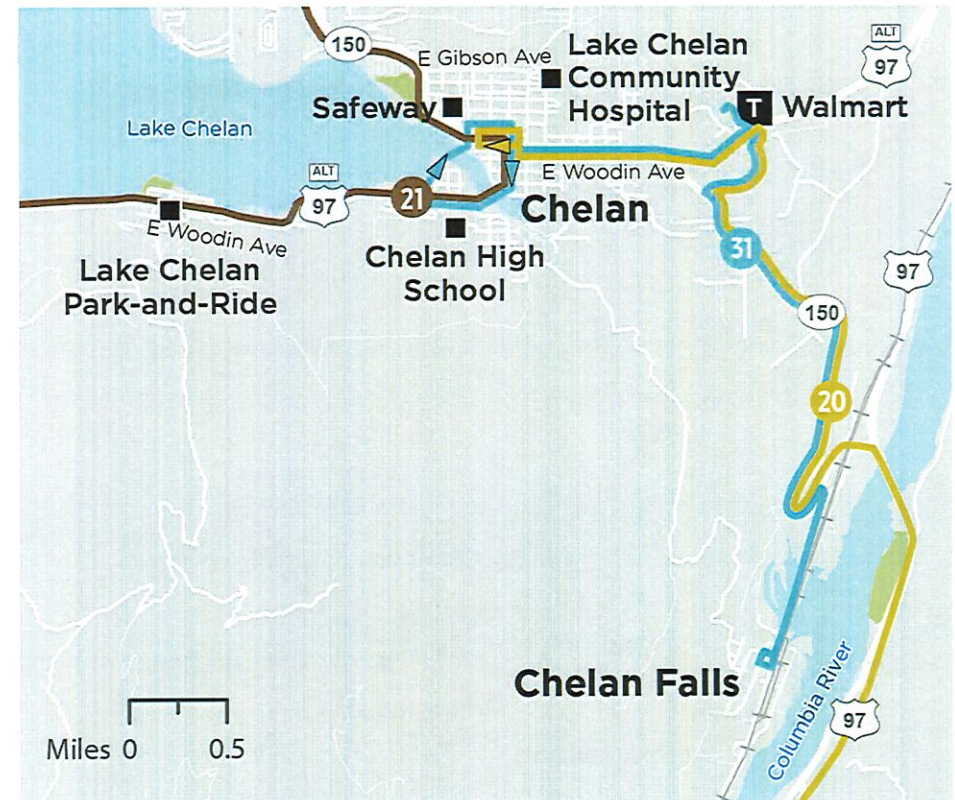 150
E Gibson Ave
Lake Chelan
Community
Hospital
ALT
97
Safeway
T
Walmart
Lake Chelan
E Woodin Ave
ALT
97
21
Chelan
E Woodin Ave
Chelan High
School
Lake Chelan
Park-and-Ride
31
97
150
20
Chelan Falls
Columbia River
97
Miles 0 0.5